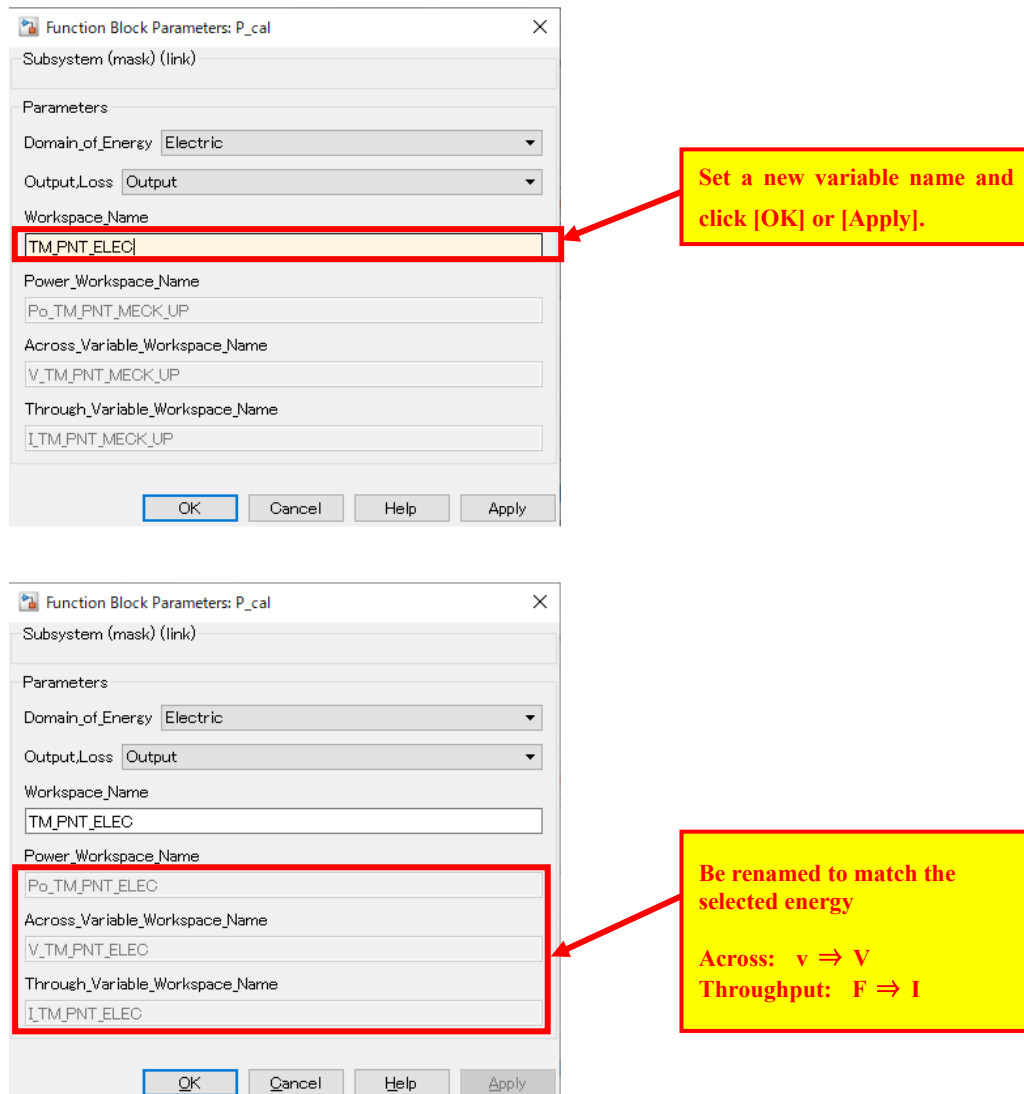 Function Block Parameters: P_cal
Subsystem (mask) (link)
Parameters
Domain_of_Energy Electric
Output,Loss Output
Workspace_Name
TM_PNT_ELEC
Power_Workspace_Name
Po_TM_PNT_MECK_UP
Across_Variable_Workspace_Name
V_TM_PNT_MECK_UP
Through_Variable_Workspace_Name
I_TM_PNT_MECK_UP
OK Cancel Help Apply
Set a new variable name and
click [OK] or [Apply].
Function Block Parameters: P_cal
Subsystem (mask) (link)
Parameters
Domain_of_Energy Electric
Output,Loss Output
Workspace_Name
TM_PNT_ELEC
Power_Workspace_Name
Po_TM_PNT_ELEC
Across_Variable_Workspace_Name
V_TM_PNT_ELEC
Through_Variable_Workspace_Name
I_TM_PNT_ELEC
OK Cancel Help Apply
Be renamed to match the
selected energy
Across: v ⇒ V
Throughput: F ⇒ I